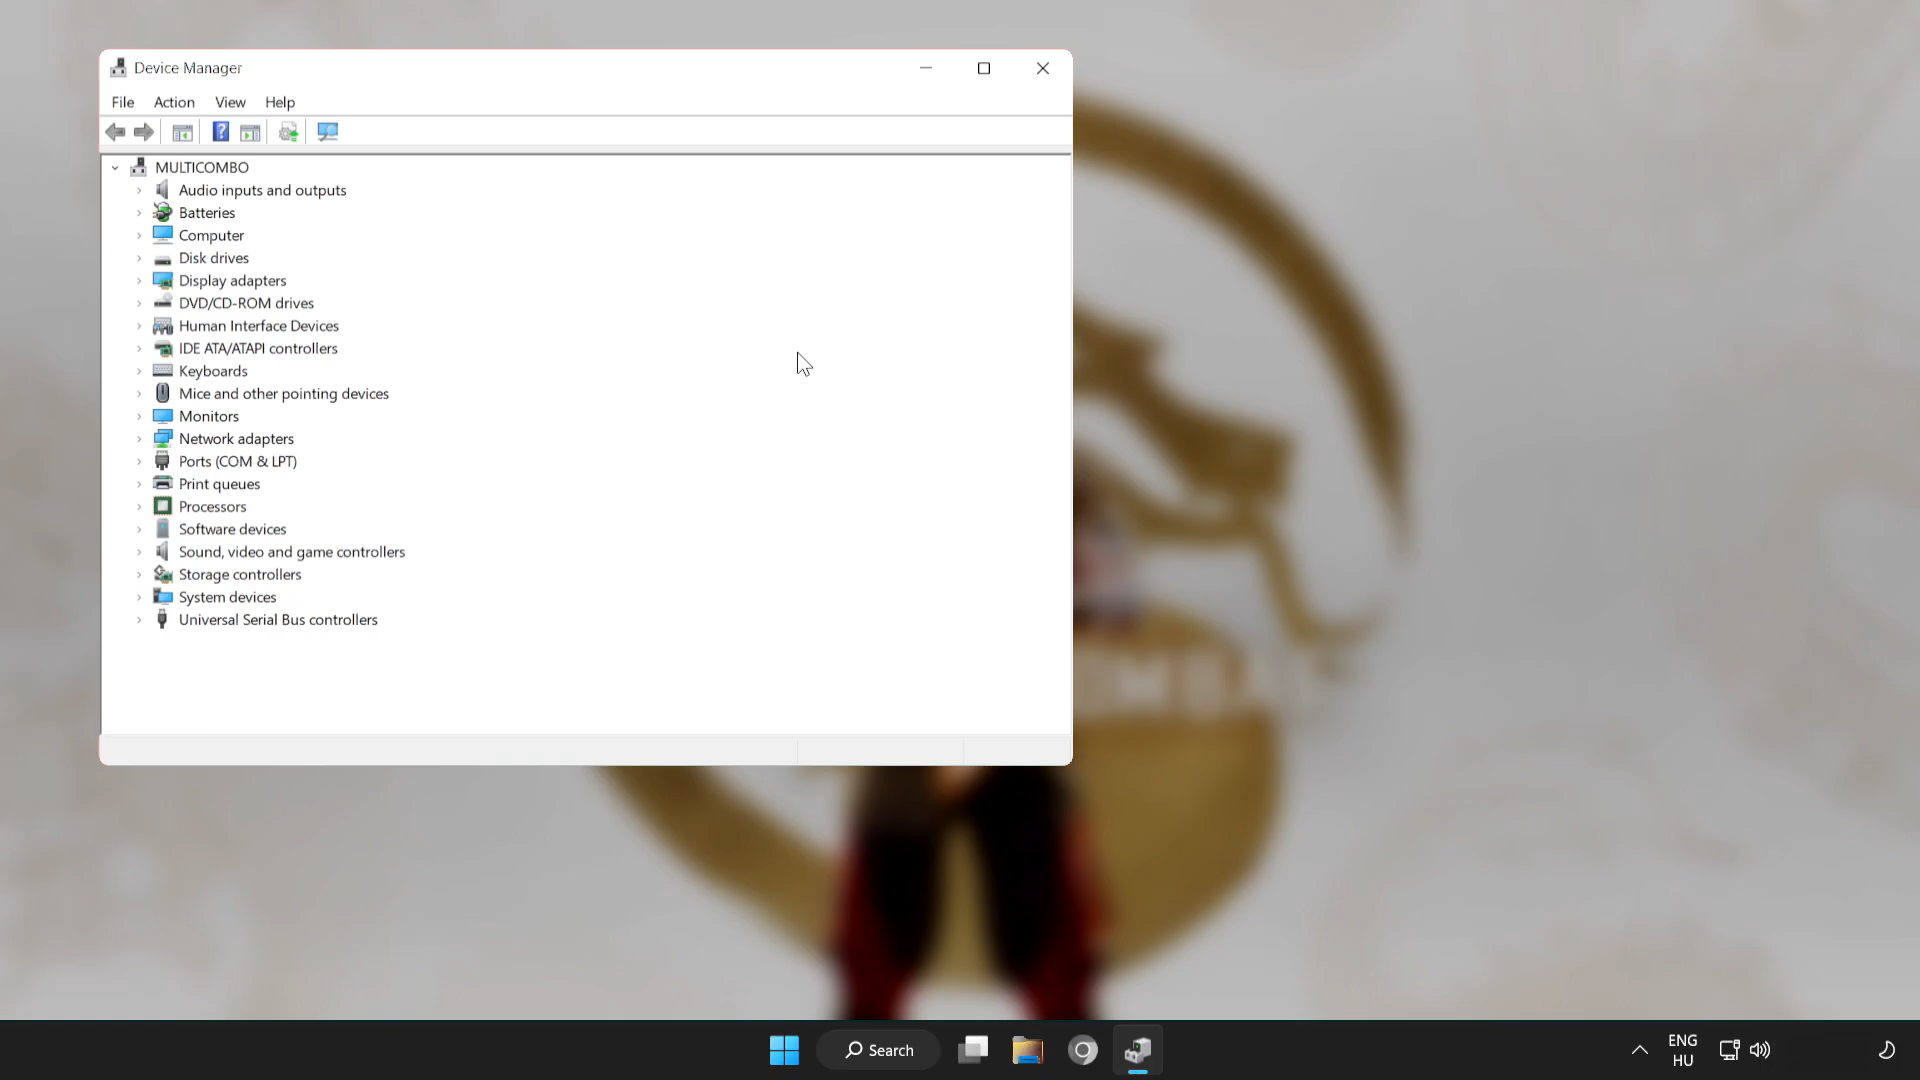 Device Manager
File Action View Help
MULTICOMBO
Audio inputs and outputs
Batteries
Computer
Disk drives
Display adapters
DVD/CD-ROM drives
Human Interface Devices
IDE ATA/ATAPI controllers
Keyboards
Mice and other pointing devices
Monitors
Network adapters
Ports (COM & LPT)
Print queues
Processors
Software devices
Sound, video and game controllers
Storage controllers
System devices
Universal Serial Bus controllers
Search
ENG
HU